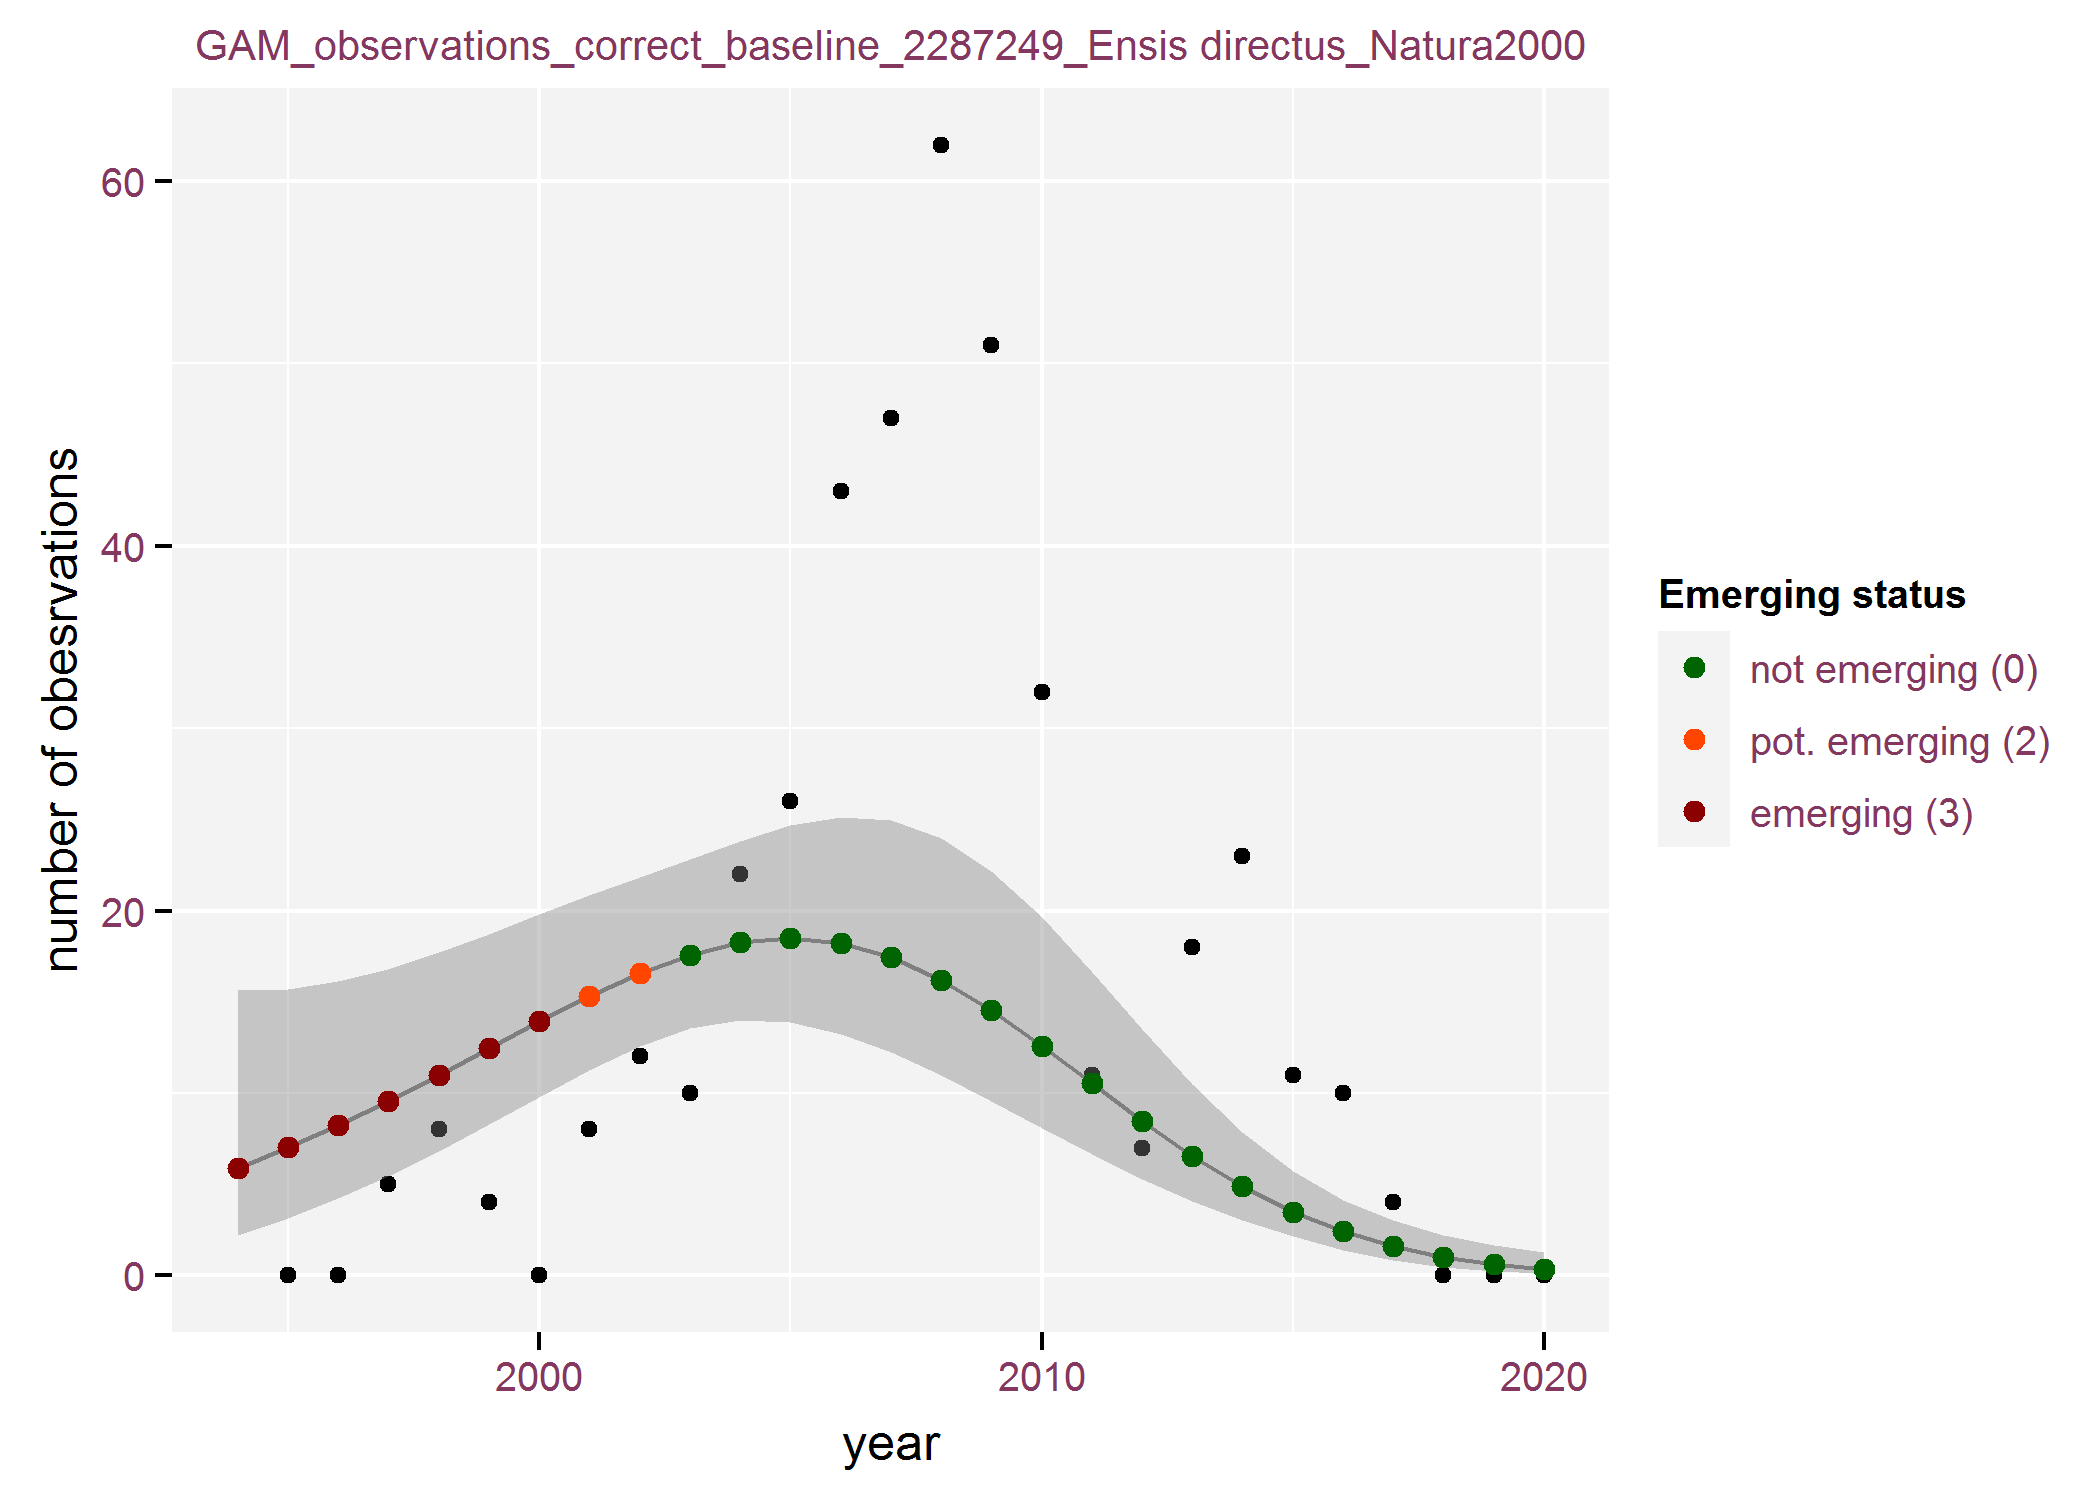 GAM_observations_correct_baseline_2287249_Ensis directus_Natura2000
number of obesrvations
60
40
20
0
2000
2010
2020
year
Emerging status
not emerging (0)
pot. emerging (2)
emerging (3)